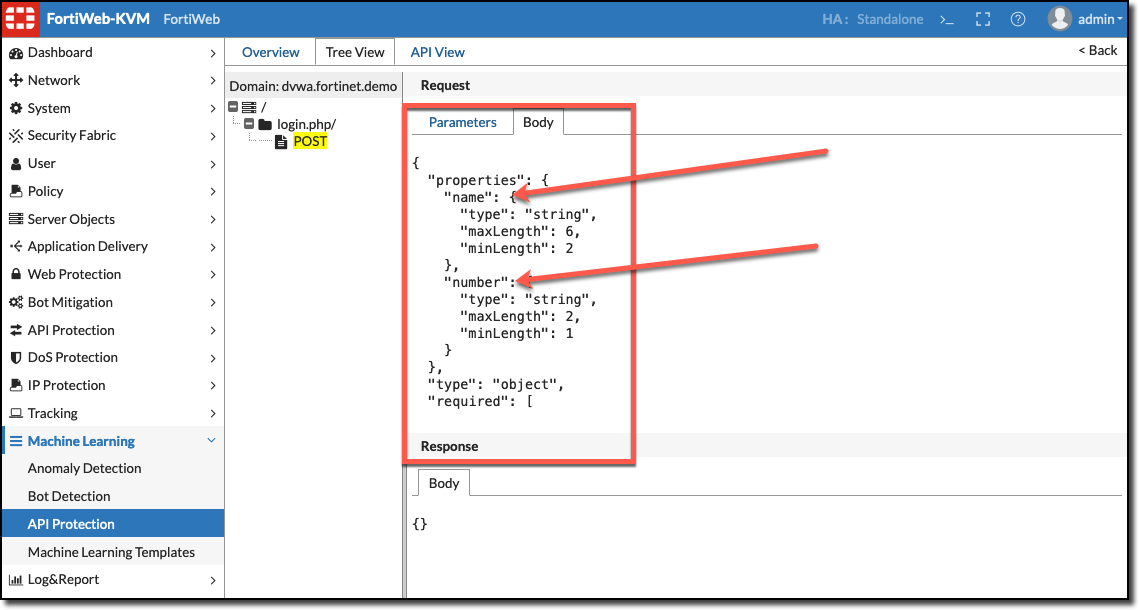 FortiWeb-KVM FortiWeb HA: Standalone >_ admin
Dashboard
Network
System
Security Fabric
User
Policy
Server Objects
Application Delivery
Web Protection
Bot Mitigation
API Protection
DoS Protection
IP Protection
Tracking
Machine Learning
Anomaly Detection
Bot Detection
API Protection
Machine Learning Templates
Log&Report
Overview Tree View API View < Back
Domain: dvwa.fortinet.demo
/
login.php/
POST
Request
Parameters Body
{
"properties": {
"name": {
"type": "string",
"maxLength": 6,
"minLength": 2
},
"number":
"type": "string",
"maxLength": 2,
"minLength": 1
}
},
"type": "object",
"required": [
Response
Body
{}